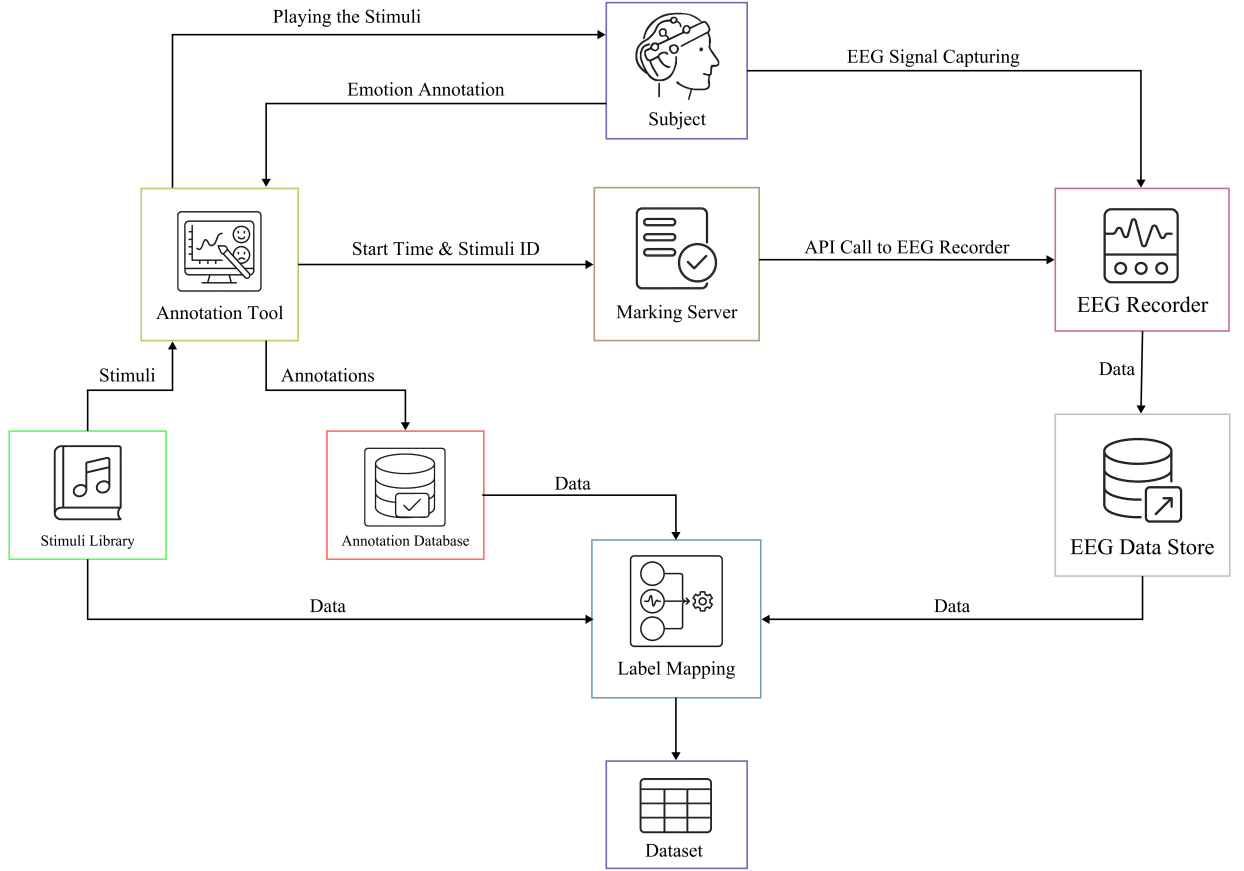 Playing the Stimuli
EEG Signal Capturing
Emotion Annotation
Subject
Start Time & Stimuli ID
API Call to EEG Recorder
Annotation Tool
Marking Server
EEG Recorder
Stimuli
Annotations
Data
Data
Stimuli Library
Annotation Database
EEG Data Store
Data
Data
Label Mapping
Dataset